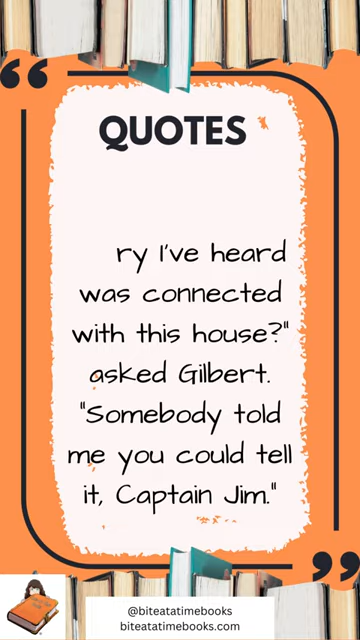 “
QUOTES
ry I've heard
was connected
with this house?"
asked Gilbert.
"Somebody told
me you could tell
it, Captain Jim."
”
@biteatatimebooks
biteatatimebooks.com